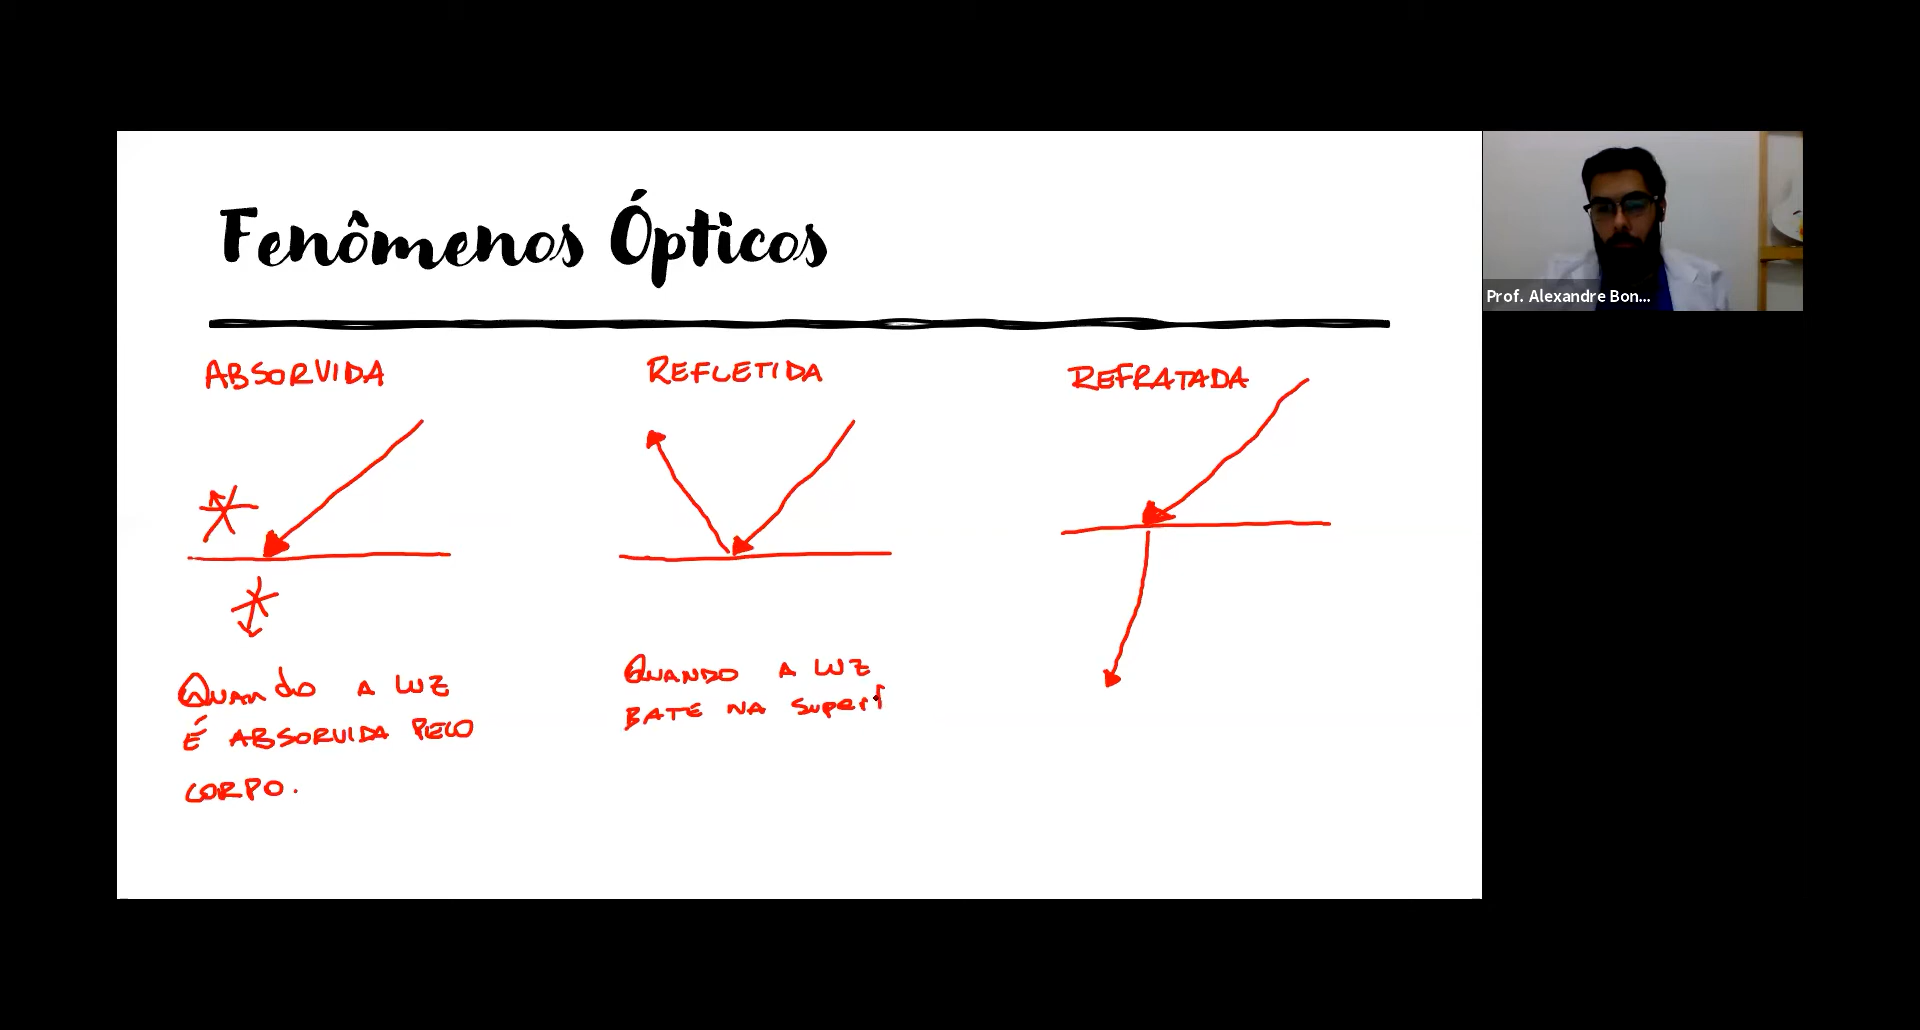 Fenômenos Ópticos
ABSORVIDA
REFLETIDA
REFRATADA
QUANDO A LUZ
É ABSORVIDA PELO
CORPO.
QUANDO A LUZ
BATE NA SUPERF
Prof. Alexandre Bon...